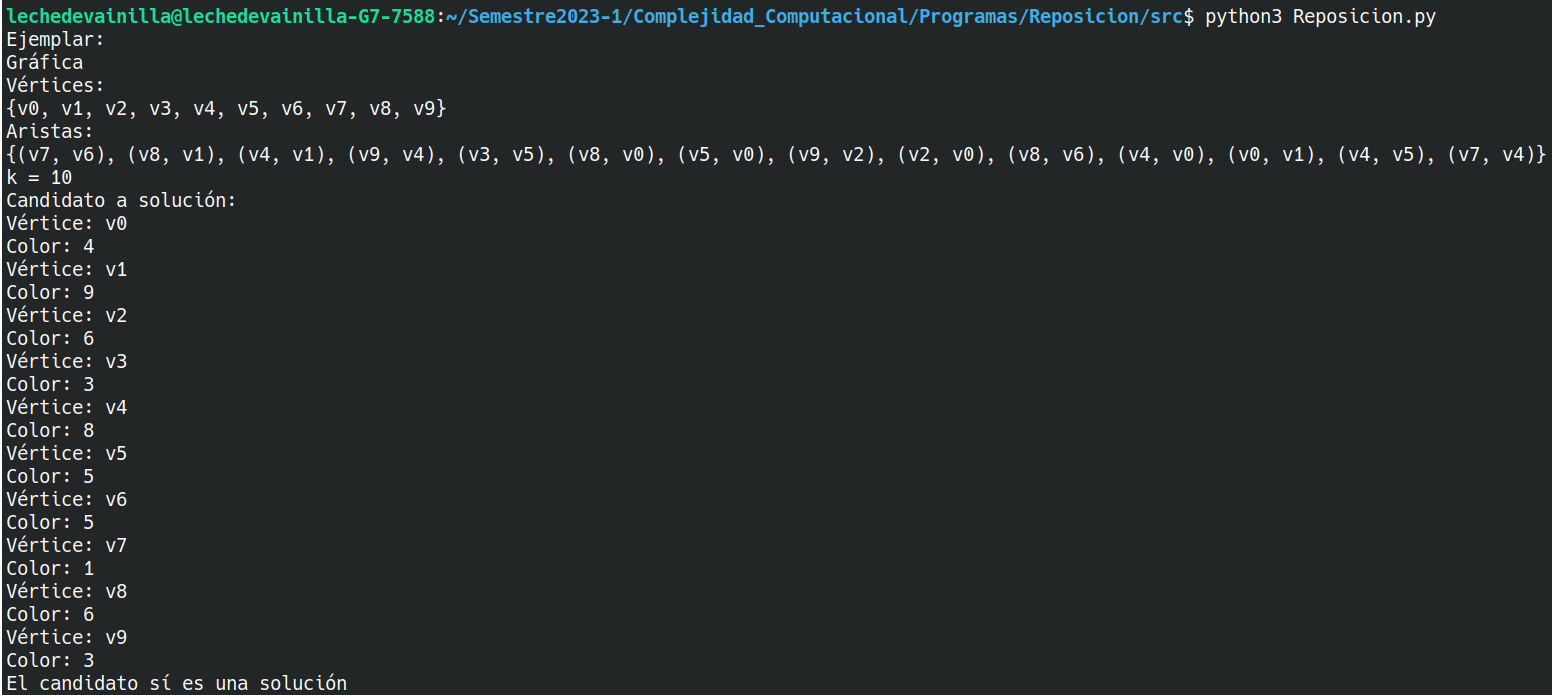 lechedevainilla@lechedevainilla-G7-7588:~/Semestre2023-1/Complejidad_Computacional/Programas/Reposicion/src$ python3 Reposicion.py
Ejemplar:
Gráfica
Vértices:
{v0, v1, v2, v3, v4, v5, v6, v7, v8, v9}
Aristas:
{(v7, v6), (v8, v1), (v4, v1), (v9, v4), (v3, v5), (v8, v0), (v5, v0), (v9, v2), (v2, v0), (v8, v6), (v4, v0), (v0, v1), (v4, v5), (v7, v4)}
k = 10
Candidato a solución:
Vértice: v0
Color: 4
Vértice: v1
Color: 9
Vértice: v2
Color: 6
Vértice: v3
Color: 3
Vértice: v4
Color: 8
Vértice: v5
Color: 5
Vértice: v6
Color: 5
Vértice: v7
Color: 1
Vértice: v8
Color: 6
Vértice: v9
Color: 3
El candidato sí es una solución